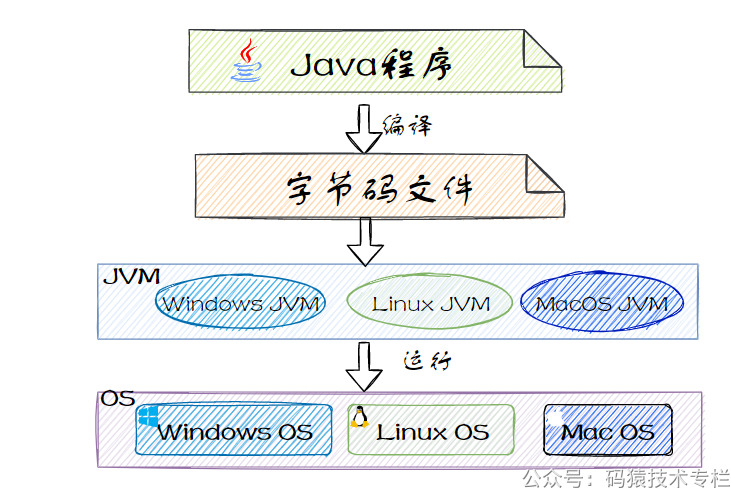 Java程序
编译
字节码文件
JVM
Windows JVM
Linux JVM
MacOS JVM
运行
OS
Windows OS
Linux OS
Mac OS
公众号：码猿技术专栏